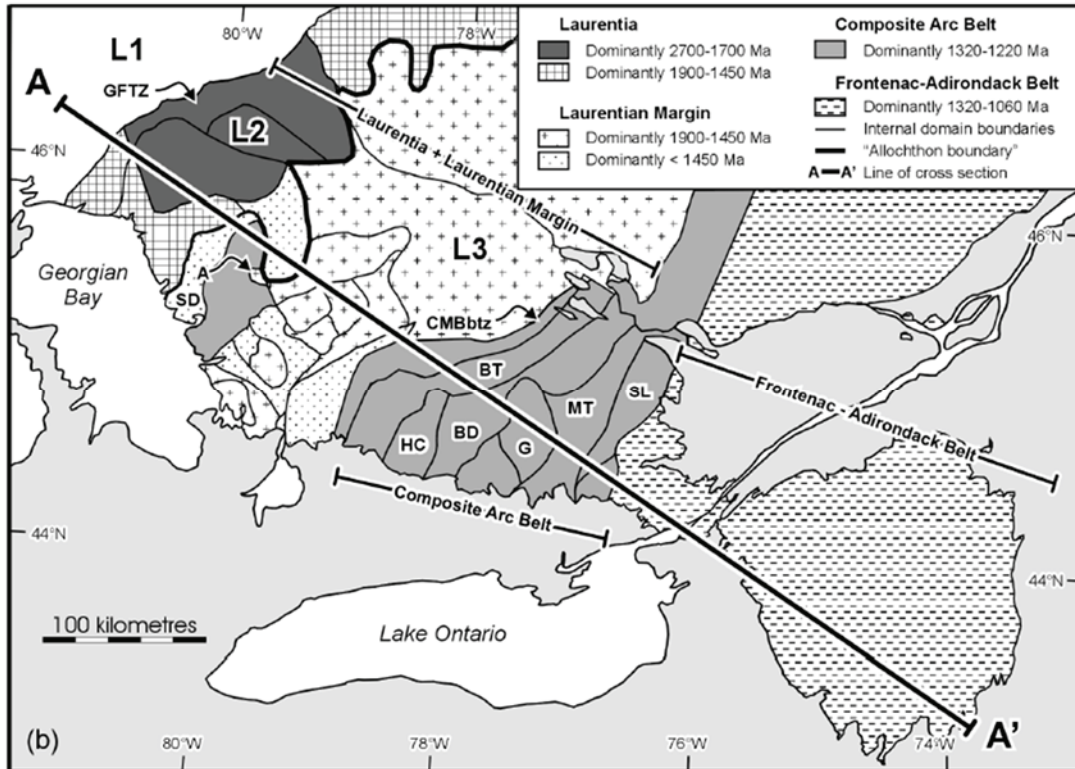 80°W
78°W
L1
A
GFTZ
L2
46°N
Laurentia + Laurentian Margin
L3
Georgian
Bay
A
SD
CMBbtz
BT
MT
SL
HC
BD
G
46°N
Frontenac - Adirondack Belt
Composite Arc Belt
44°N
44°N
100 kilometres
Lake Ontario
(b)
80°W
78°W
76°W
74°W
A'
Laurentia
Dominantly 2700-1700 Ma
Dominantly 1900-1450 Ma
Laurentian Margin
Dominantly 1900-1450 Ma
Dominantly < 1450 Ma
Composite Arc Belt
Dominantly 1320-1220 Ma
Frontenac-Adirondack Belt
Dominantly 1320-1060 Ma
Internal domain boundaries
"Allochthon boundary"
A A' Line of cross section